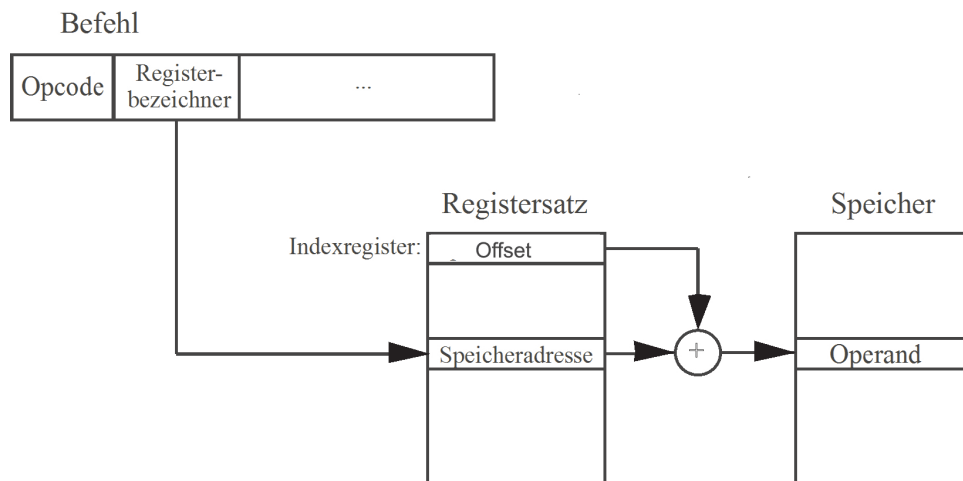 Befehl
Opcode
Register-
bezeichner
...
Registersatz
Speicher
Indexregister:
Offset
+
Speicheradresse
Operand